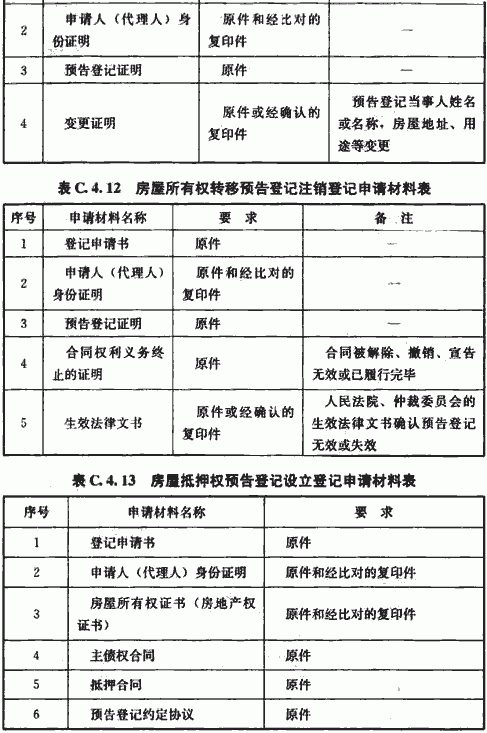 2 申请人（代理人）身份证明 原件和经比对的复印件 —
3 预告登记证明 原件 —
4 变更证明 原件或经确认的复印件 预告登记当事人姓名或名称，房屋地址、用途等变更
表 C.4.12 房屋所有权转移预告登记注销登记申请材料表
序号 申请材料名称 要 求 备 注
1 登记申请书 原件 —
2 申请人（代理人）身份证明 原件和经比对的复印件 —
3 预告登记证明 原件 —
4 合同权利义务终止的证明 原件 合同被解除、撤销、宣告无效或已履行完毕
5 生效法律文书 原件或经确认的复印件 人民法院、仲裁委员会的生效法律文书确认预告登记无效或失效
表 C.4.13 房屋抵押权预告登记设立登记申请材料表
序号 申请材料名称 要 求
1 登记申请书 原件
2 申请人（代理人）身份证明 原件和经比对的复印件
3 房屋所有权证书（房地产权证书） 原件和经比对的复印件
4 主债权合同 原件
5 抵押合同 原件
6 预告登记约定协议 原件